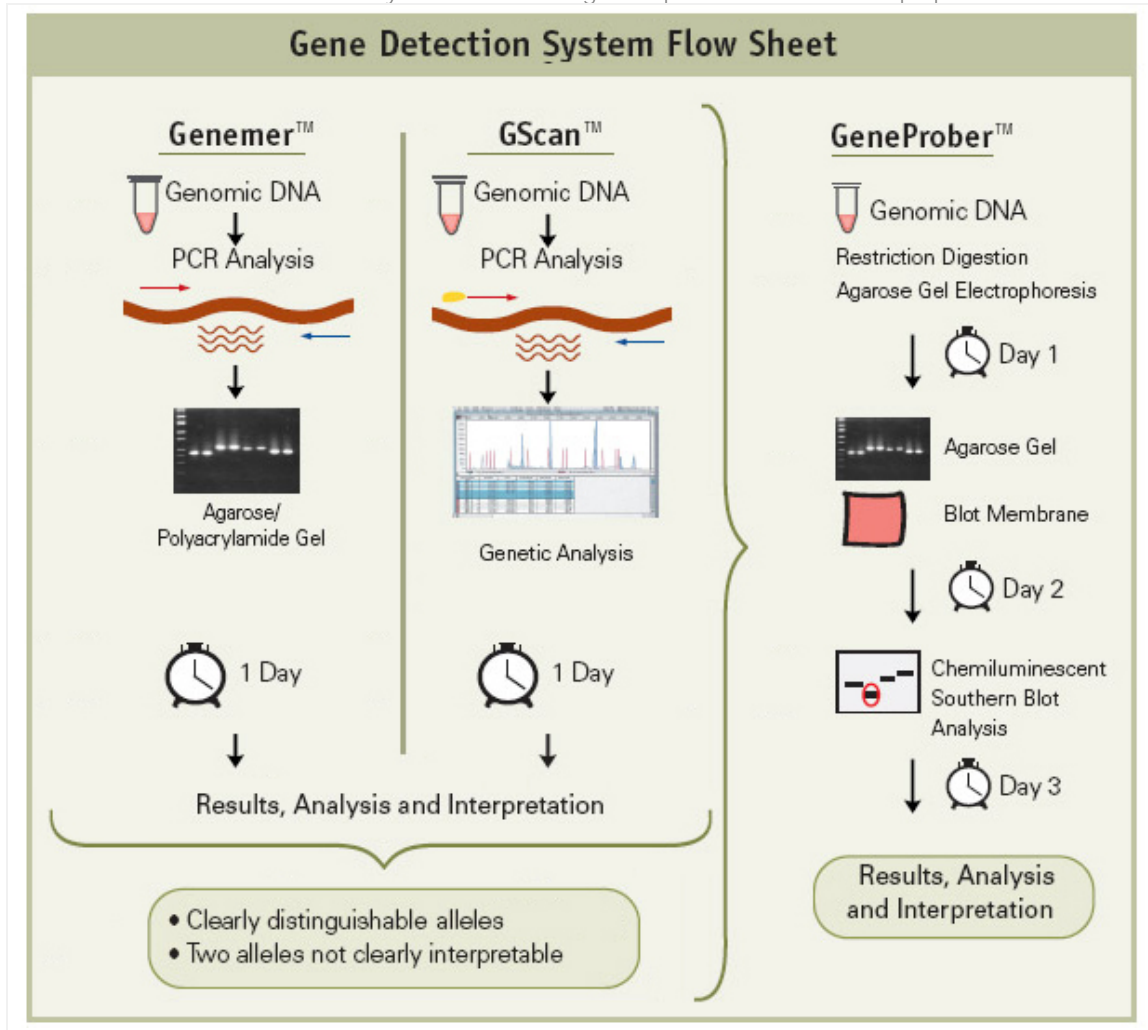 Gene Detection System Flow Sheet
Genemer™
Genomic DNA
PCR Analysis
Agarose/
Polyacrylamide Gel
1 Day
GScan™
Genomic DNA
PCR Analysis
Genetic Analysis
1 Day
Results, Analysis and Interpretation
• Clearly distinguishable alleles
• Two alleles not clearly interpretable
GeneProber™
Genomic DNA
Restriction Digestion
Agarose Gel Electrophoresis
Day 1
Agarose Gel
Blot Membrane
Day 2
Chemiluminescent
Southern Blot
Analysis
Day 3
Results, Analysis
and Interpretation